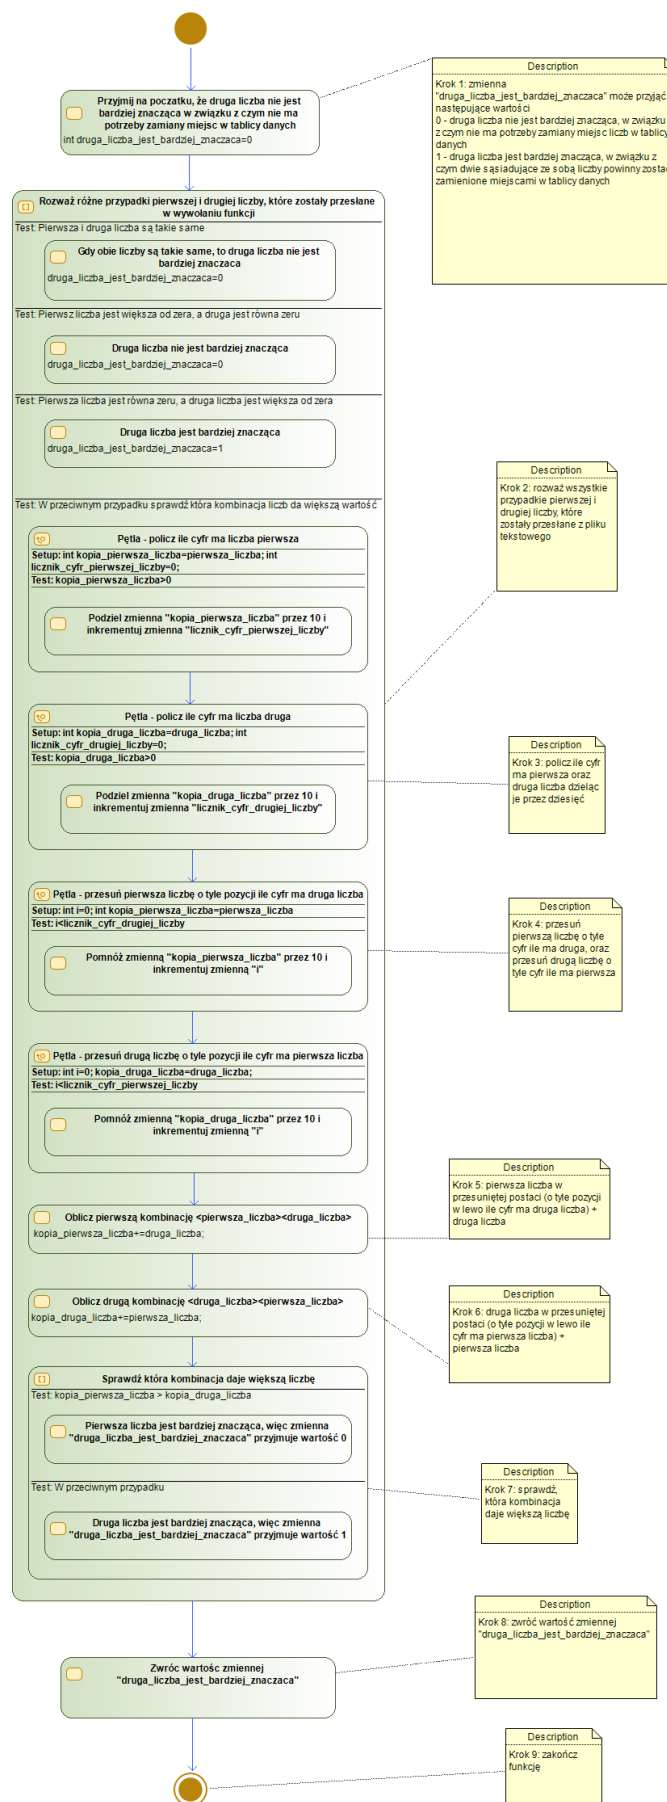 Przyjmij na poczatku, że druga liczba nie jest
bardziej znacząca w związku z czym nie ma
potrzeby zamiany miejsc w tablicy danych
int druga_liczba_jest_bardziej_znaczaca=0
Description
Krok 1: zmienna
"druga_liczba_jest_bardziej_znaczaca" może przyjąć
następujące wartości
0 - druga liczba nie jest bardziej znacząca, w związku
z czym nie ma potrzeby zamiany miejsc liczb w tablicy
danych
1 - druga liczba jest bardziej znacząca, w związku z
czym dwie sąsiadujące ze sobą liczby powinny zostać
zamienione miejscami w tablicy danych
Rozważ różne przypadki pierwszej i drugiej liczby, które zostały przesłane
w wywołaniu funkcji
Test: Pierwsza i druga liczba są takie same
Gdy obie liczby są takie same, to druga liczba nie jest
bardziej znaczaca
druga_liczba_jest_bardziej_znaczaca=0
Test: Pierwsz liczba jest większa od zera, a druga jest równa zeru
Druga liczba nie jest bardziej znacząca
druga_liczba_jest_bardziej_znaczaca=0
Test: Pierwsza liczba jest równa zeru, a druga liczba jest większa od zera
Druga liczba jest bardziej znacząca
druga_liczba_jest_bardziej_znaczaca=1
Test: W przeciwnym przypadku sprawdź która kombinacja liczb da większą wartość
Description
Krok 2: rozważ wszystkie
przypadkie pierwszej i
drugiej liczby, które
zostały przesłane z pliku
tekstowego
Pętla - policz ile cyfr ma liczba pierwsza
Setup: int kopia_pierwsza_liczba=pierwsza_liczba; int
licznik_cyfr_pierwszej_liczby=0;
Test: kopia_pierwsza_liczba>0
Podziel zmienna "kopia_pierwsza_liczba" przez 10 i
inkrementuj zmienna "licznik_cyfr_pierwszej_liczby"
Pętla - policz ile cyfr ma liczba druga
Setup: int kopia_druga_liczba=druga_liczba; int
licznik_cyfr_drugiej_liczby=0;
Test: kopia_druga_liczba>0
Podziel zmienna "kopia_druga_liczba" przez 10 i
inkrementuj zmienna "licznik_cyfr_drugiej_liczby"
Description
Krok 3: policz ile cyfr
ma pierwsza oraz
druga liczba dzieląc
je przez dziesięć
Pętla - przesuń pierwsza liczbę o tyle pozycji ile cyfr ma druga liczba
Setup: int i=0; int kopia_pierwsza_liczba=pierwsza_liczba
Test: i<licznik_cyfr_drugiej_liczby
Pomnóż zmienną "kopia_pierwsza_liczba" przez 10 i
inkrementuj zmienną "i"
Description
Krok 4: przesuń
pierwszą liczbę o tyle
cyfr ile ma druga, oraz
przesuń drugą liczbę o
tyle cyfr ile ma pierwsza
Pętla - przesuń drugą liczbę o tyle pozycji ile cyfr ma pierwsza liczba
Setup: int i=0; kopia_druga_liczba=druga_liczba;
Test: i<licznik_cyfr_pierwszej_liczby
Pomnóż zmienną "kopia_druga_liczba" przez 10 i
inkrementuj zmienną "i"
Description
Krok 5: pierwsza liczba w
przesuniętej postaci (o tyle pozycji
w lewo ile cyfr ma druga liczba) +
druga liczba
Oblicz pierwszą kombinację <pierwsza_liczba><druga_liczba>
kopia_pierwsza_liczba+=druga_liczba;
Oblicz drugą kombinację <druga_liczba><pierwsza_liczba>
kopia_druga_liczba+=pierwsza_liczba;
Description
Krok 6: druga liczba w przesuniętej
postaci (o tyle pozycji w lewo ile
cyfr ma pierwsza liczba) +
pierwsza liczba
Sprawdź która kombinacja daje większą liczbę
Test: kopia_pierwsza_liczba > kopia_druga_liczba
Pierwsza liczba jest bardziej znacząca, więc zmienna
"druga_liczba_jest_bardziej_znaczaca" przyjmuje wartość 0
Test: W przeciwnym przypadku
Druga liczba jest bardziej znacząca, więc zmienna
"druga_liczba_jest_bardziej_znaczaca" przyjmuje wartość 1
Description
Krok 7: sprawdź,
która kombinacja
daje większą liczbę
Description
Krok 8: zwróć wartość zmiennej
"druga_liczba_jest_bardziej_znaczaca"
Zwróc wartośc zmiennej
"druga_liczba_jest_bardziej_znaczaca"
Description
Krok 9: zakończ
funkcję